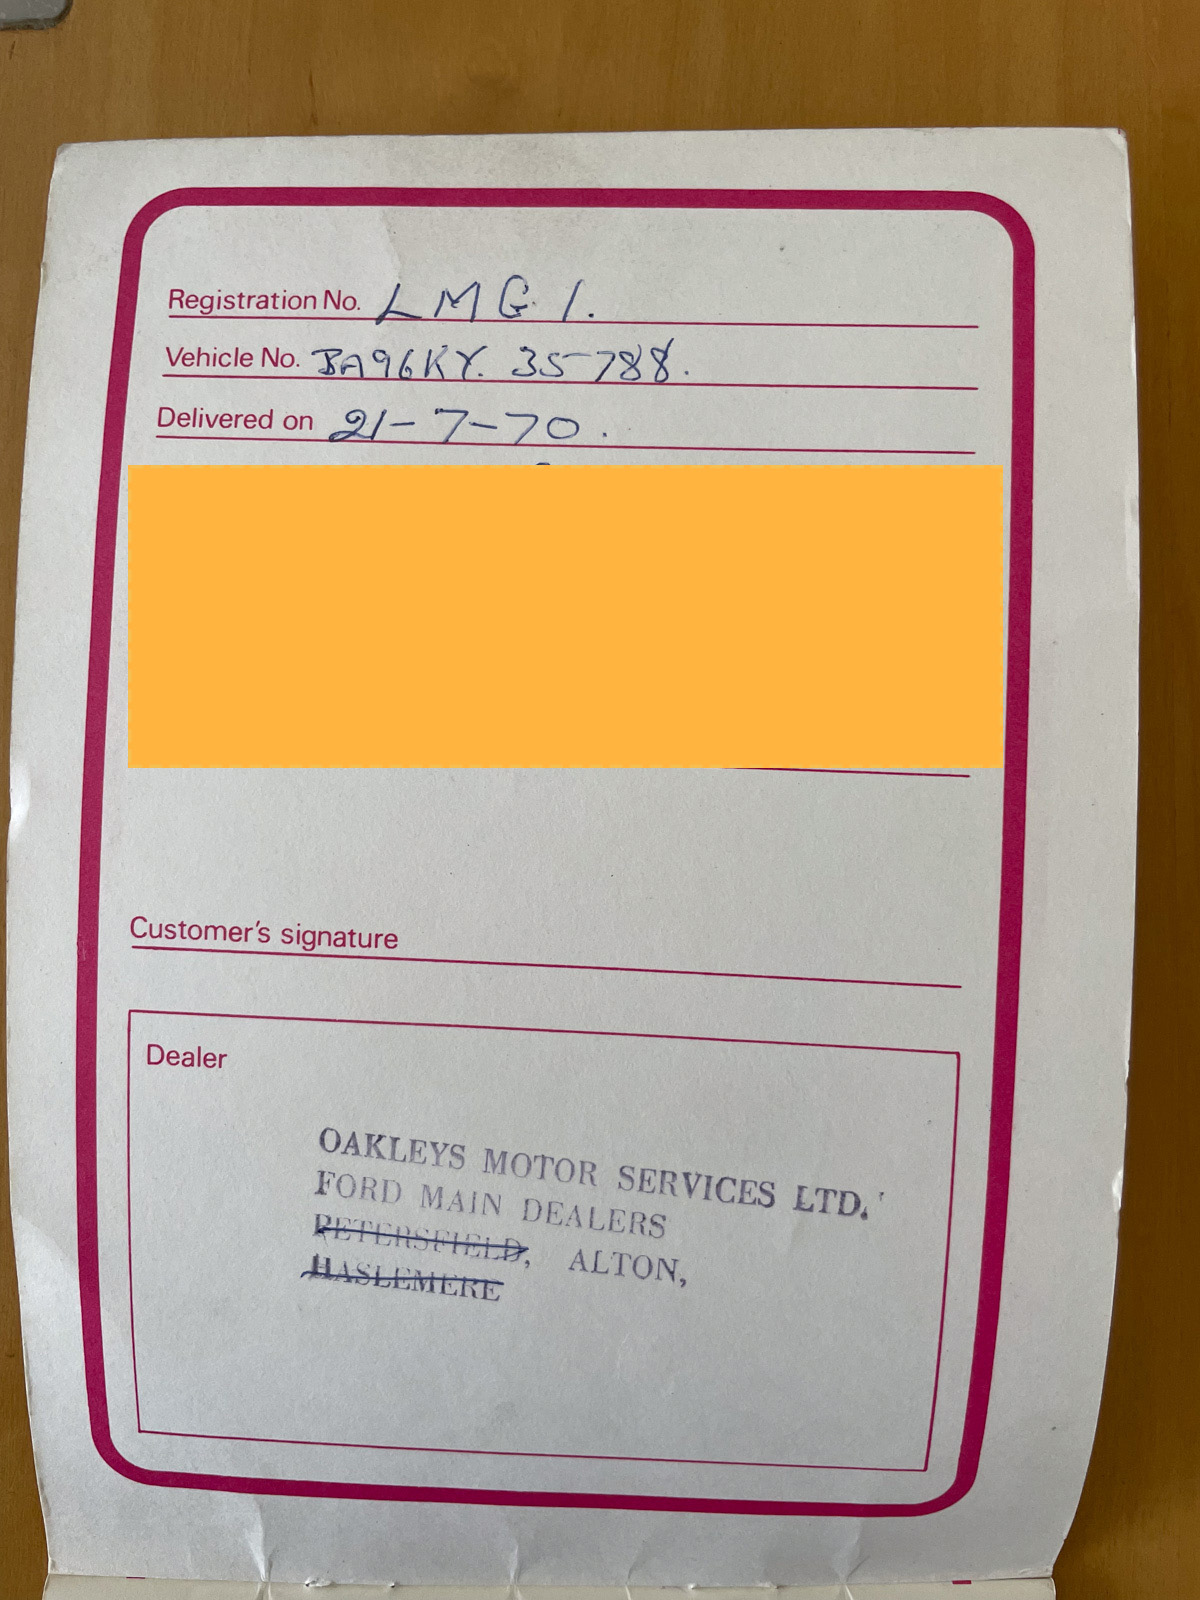 Registration No. LMG 1.
Vehicle No. BA96KY. 35788.
Delivered on 21-7-70.
Customer's signature
Dealer
OAKLEYS MOTOR SERVICES LTD.
FORD MAIN DEALERS
PETERSFIELD, ALTON,
HASLEMERE